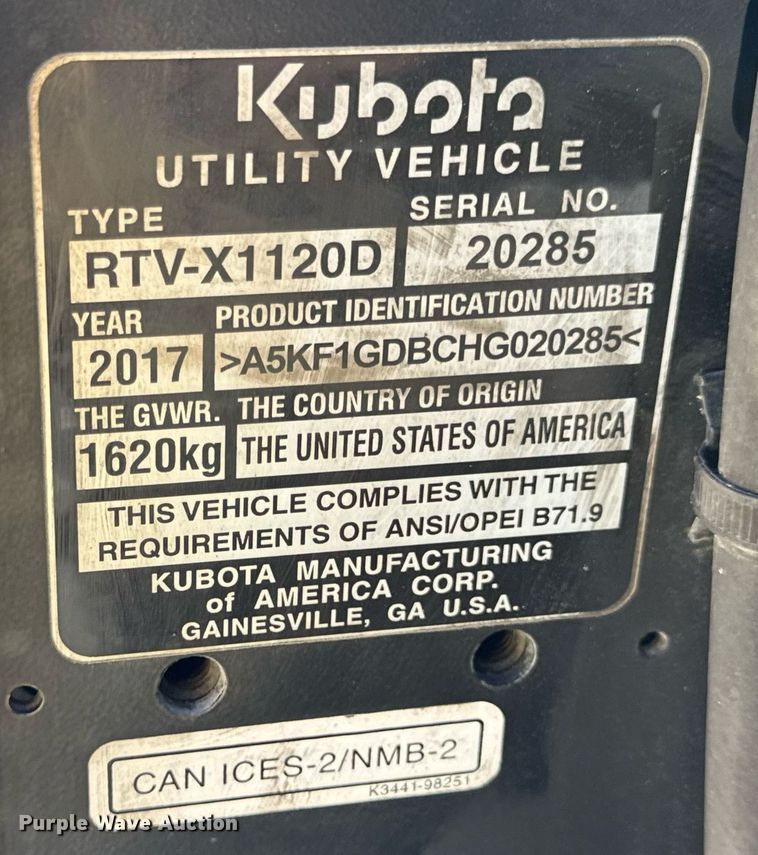 Kubota
UTILITY VEHICLE
TYPE
SERIAL NO.
RTV-X1120D
20285
YEAR
PRODUCT IDENTIFICATION NUMBER
2017
>A5KF1GDBCHG020285<
THE GVWR.
THE COUNTRY OF ORIGIN
1620kg
THE UNITED STATES OF AMERICA
THIS VEHICLE COMPLIES WITH THE
REQUIREMENTS OF ANSI/OPEI B71.9
KUBOTA MANUFACTURING
of AMERICA CORP.
GAINESVILLE, GA U.S.A.
CAN ICES-2/NMB-2
K3441-98251
Purple Wave Auction